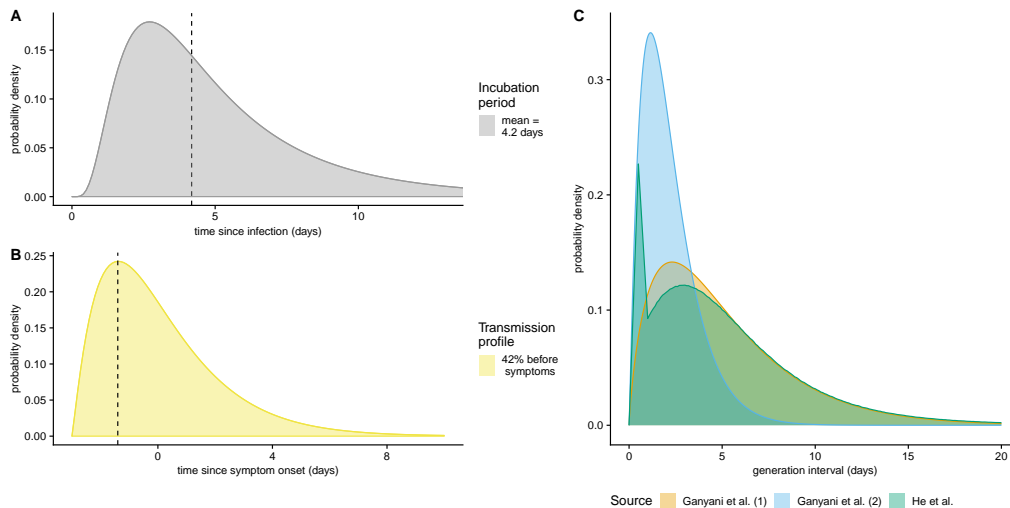 A
probability density
0.15
0.10
0.05
0.00
0
5
10
time since infection (days)
Incubation
period
mean =
4.2 days
B
probability density
0.25
0.20
0.15
0.10
0.05
0.00
0
4
8
time since symptom onset (days)
Transmission
profile
42% before
symptoms
C
probability density
0.3
0.2
0.1
0.0
0
5
10
15
20
generation interval (days)
Source
Ganyani et al. (1)
Ganyani et al. (2)
He et al.